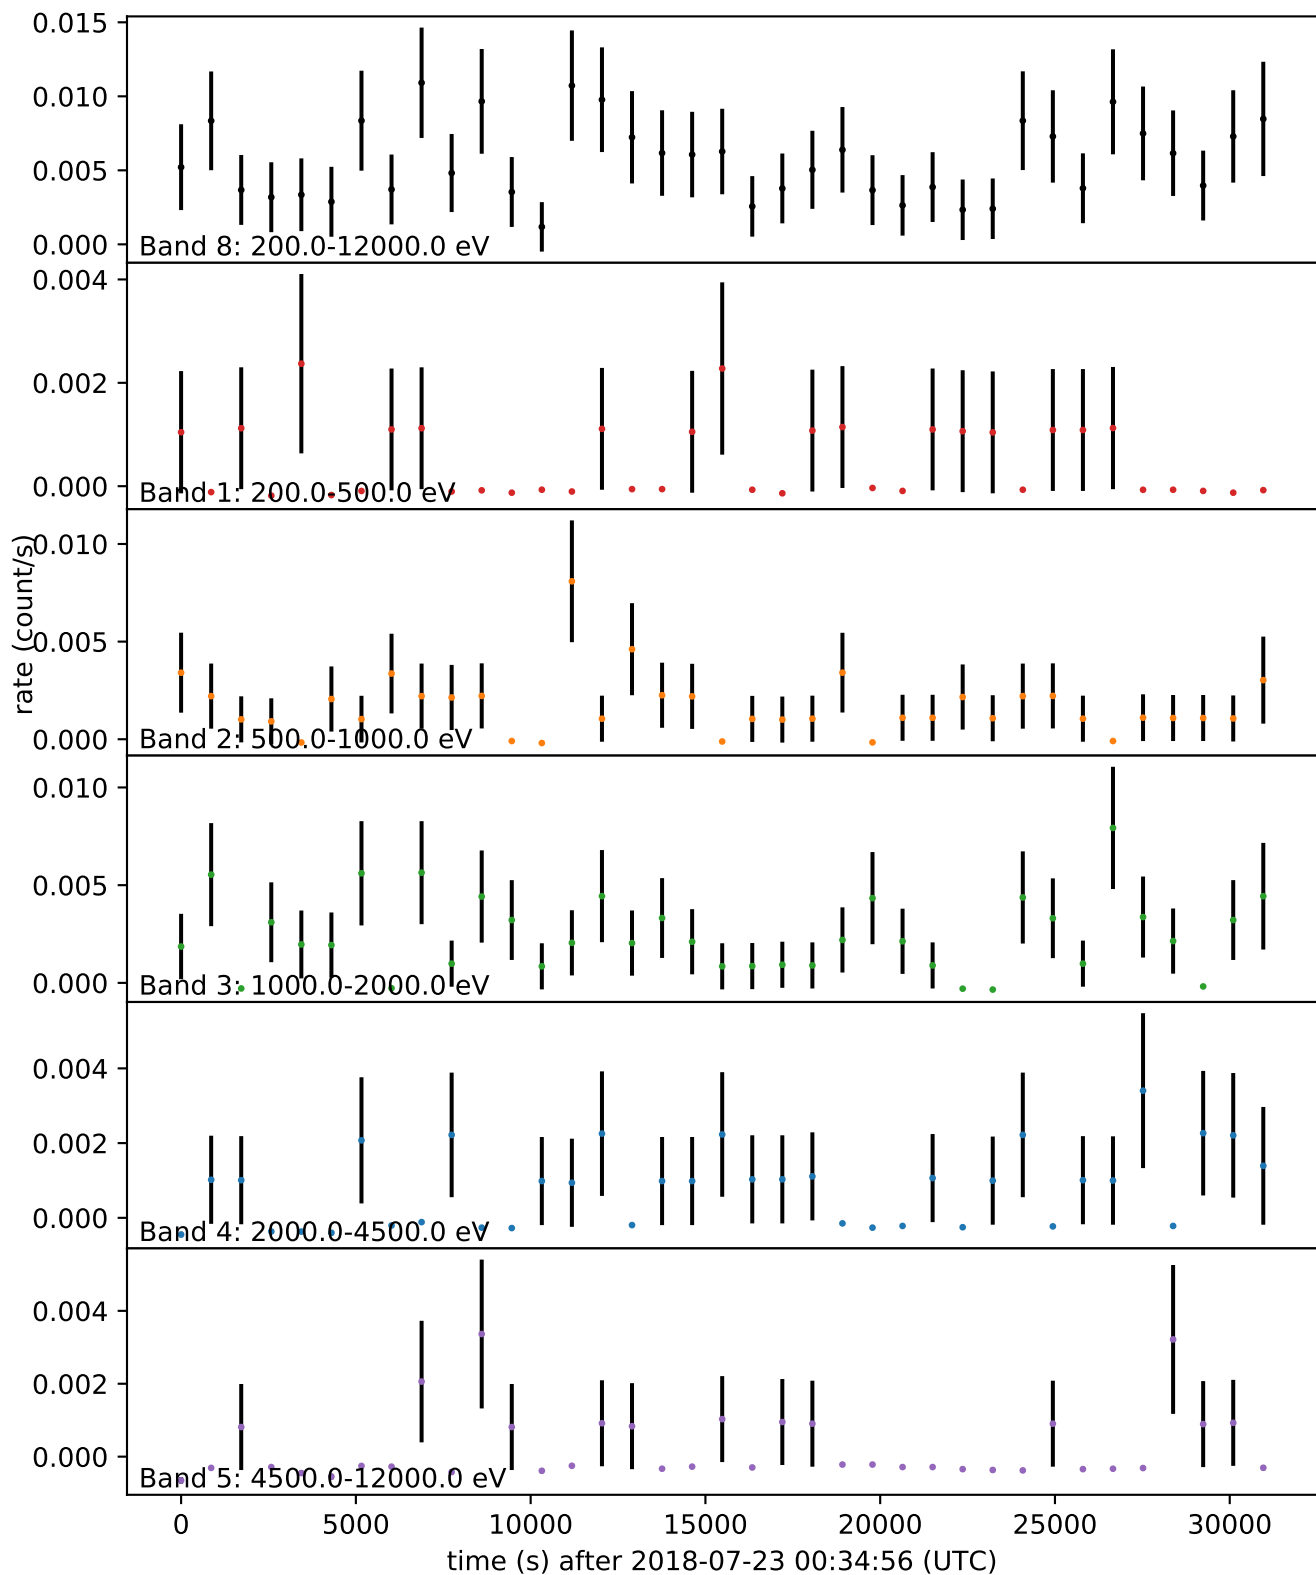 0.015
0.010
0.005
0.000
Band 8: 200.0-12000.0 eV
0.004
0.002
0.000
Band 1: 200.0-500.0 eV
rate (count/s)
0.010
0.005
0.000
Band 2: 500.0-1000.0 eV
0.010
0.005
0.000
Band 3: 1000.0-2000.0 eV
0.004
0.002
0.000
Band 4: 2000.0-4500.0 eV
0.004
0.002
0.000
Band 5: 4500.0-12000.0 eV
0 5000 10000 15000 20000 25000 30000
time (s) after 2018-07-23 00:34:56 (UTC)